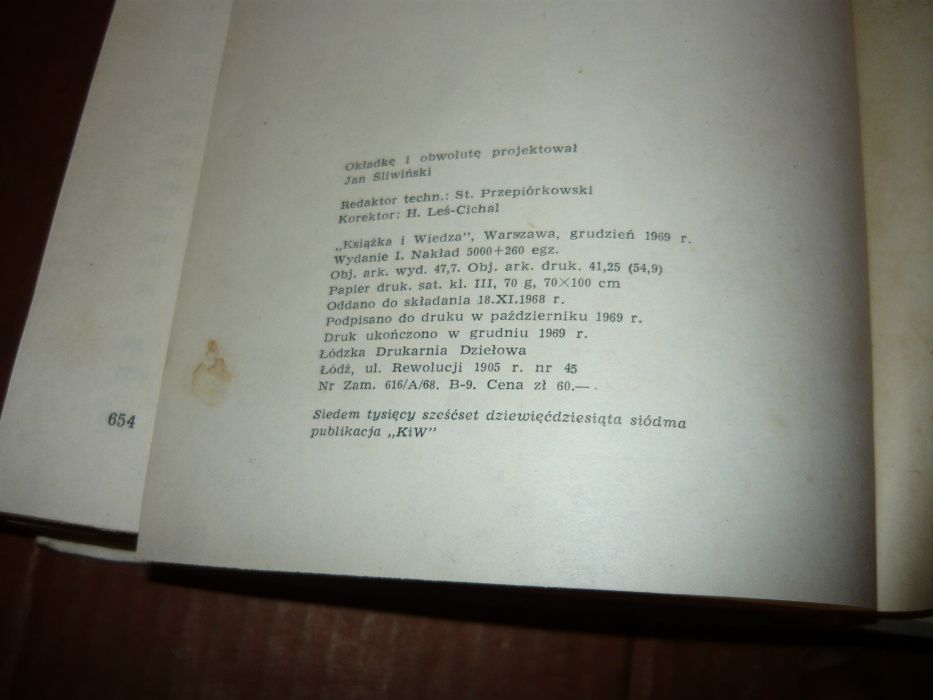 Okładkę i obwolutę projektował
Jan Śliwiński
Redaktor techn.: St. Przepiórkowski
Korektor: H. Leś-Cichal
„Książka i Wiedza”, Warszawa, grudzień 1969 r.
Wydanie I. Nakład 5000+260 egz.
Obj. ark. wyd. 47,7. Obj. ark. druk. 41,25 (54,9)
Papier druk. sat. kl. III, 70 g, 70×100 cm
Oddano do składania 18.XI.1968 r.
Podpisano do druku w październiku 1969 r.
Druk ukończono w grudniu 1969 r.
Łódzka Drukarnia Dziełowa
Łódź, ul. Rewolucji 1905 r. nr 45
Nr Zam. 616/A/68. B-9. Cena zł 60.—.
Siedem tysięcy sześćset dziewięćdziesiąta siódma
publikacja „KiW”
654